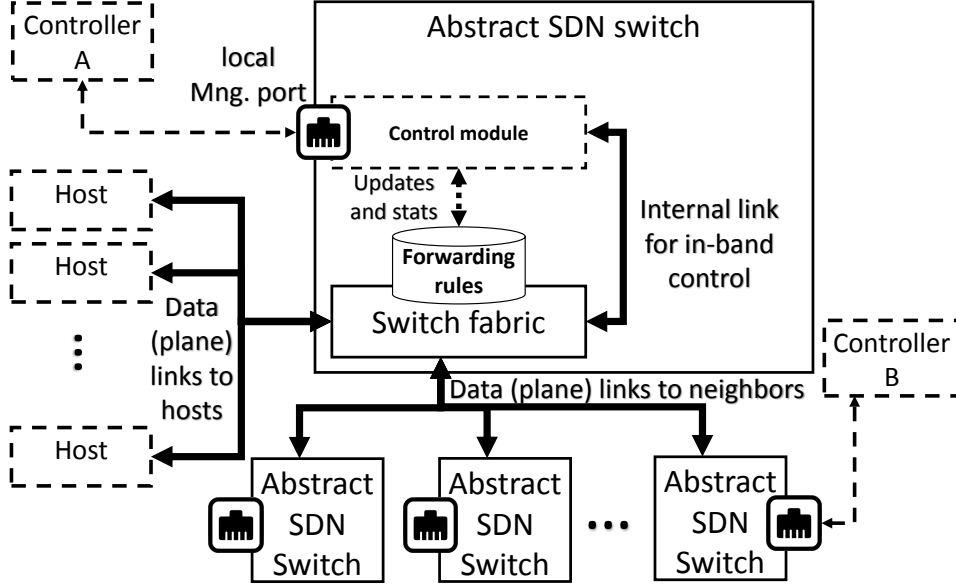 Controller
A
Abstract SDN switch
local
Mng. port
Control module
Updates
and stats
Internal link
for in-band
control
Host
Host
Forwarding
rules
Switch fabric
Data
(plane)
links to
hosts
Host
Controller
B
Data (plane) links to neighbors
Abstract
SDN
Switch
Abstract
SDN
Switch
Abstract
SDN
Switch